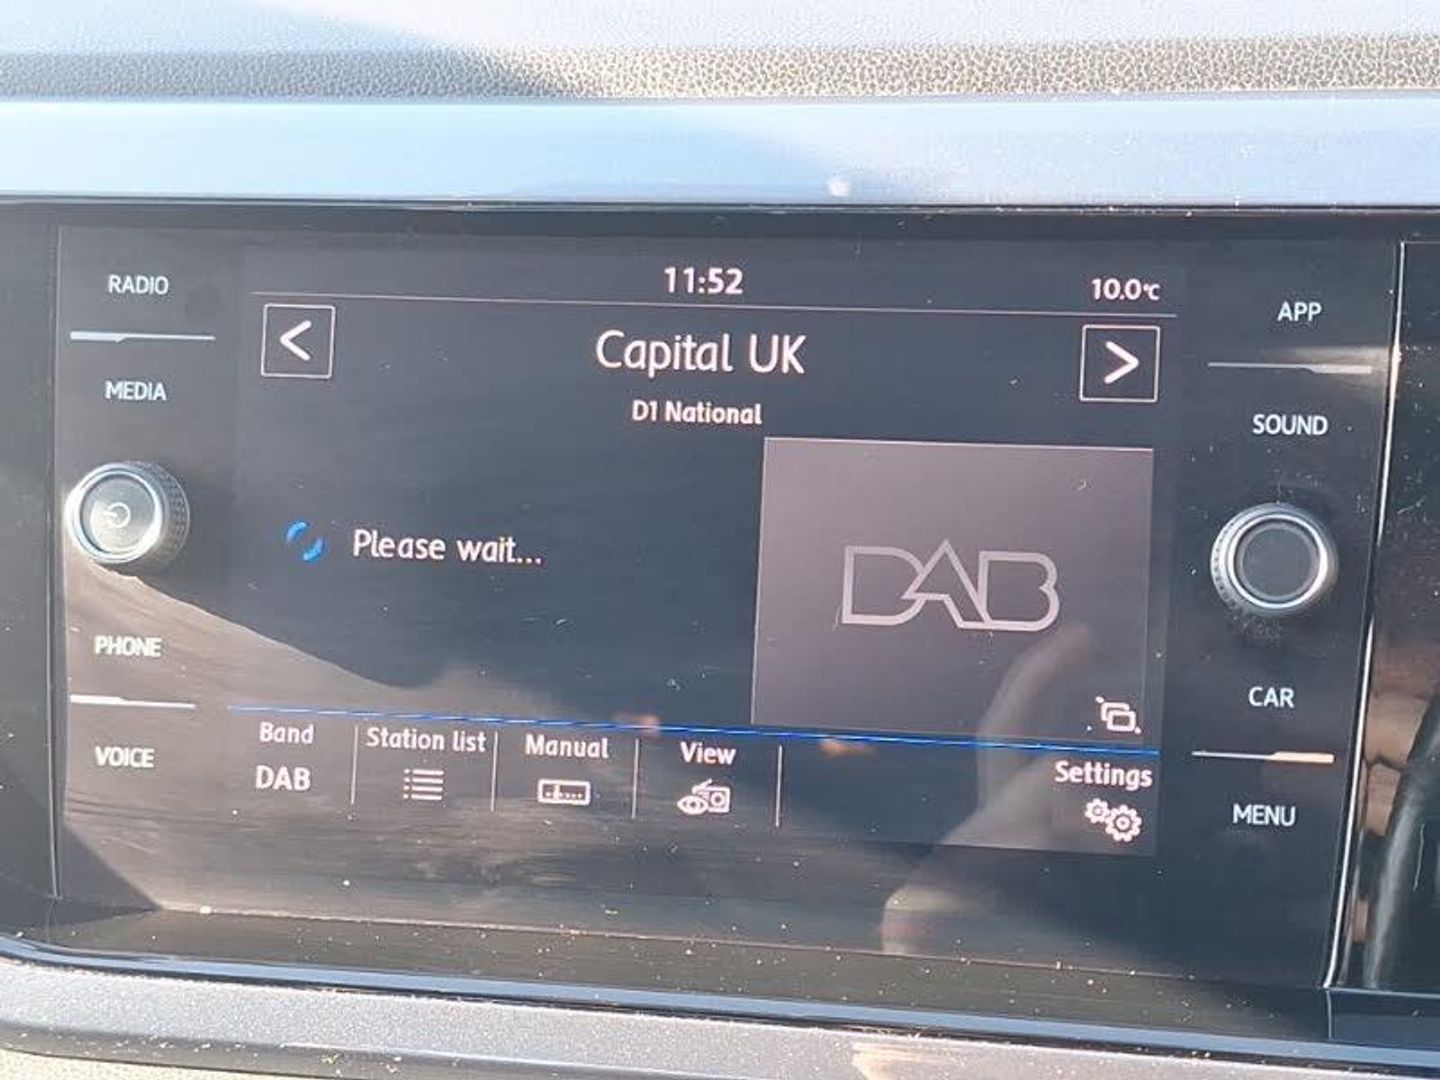 11:52
10.0°C
<
Capital UK
>
D1 National
Please wait...
DAB
Band
DAB
Station list
Manual
View
Settings
RADIO
MEDIA
PHONE
VOICE
APP
SOUND
CAR
MENU